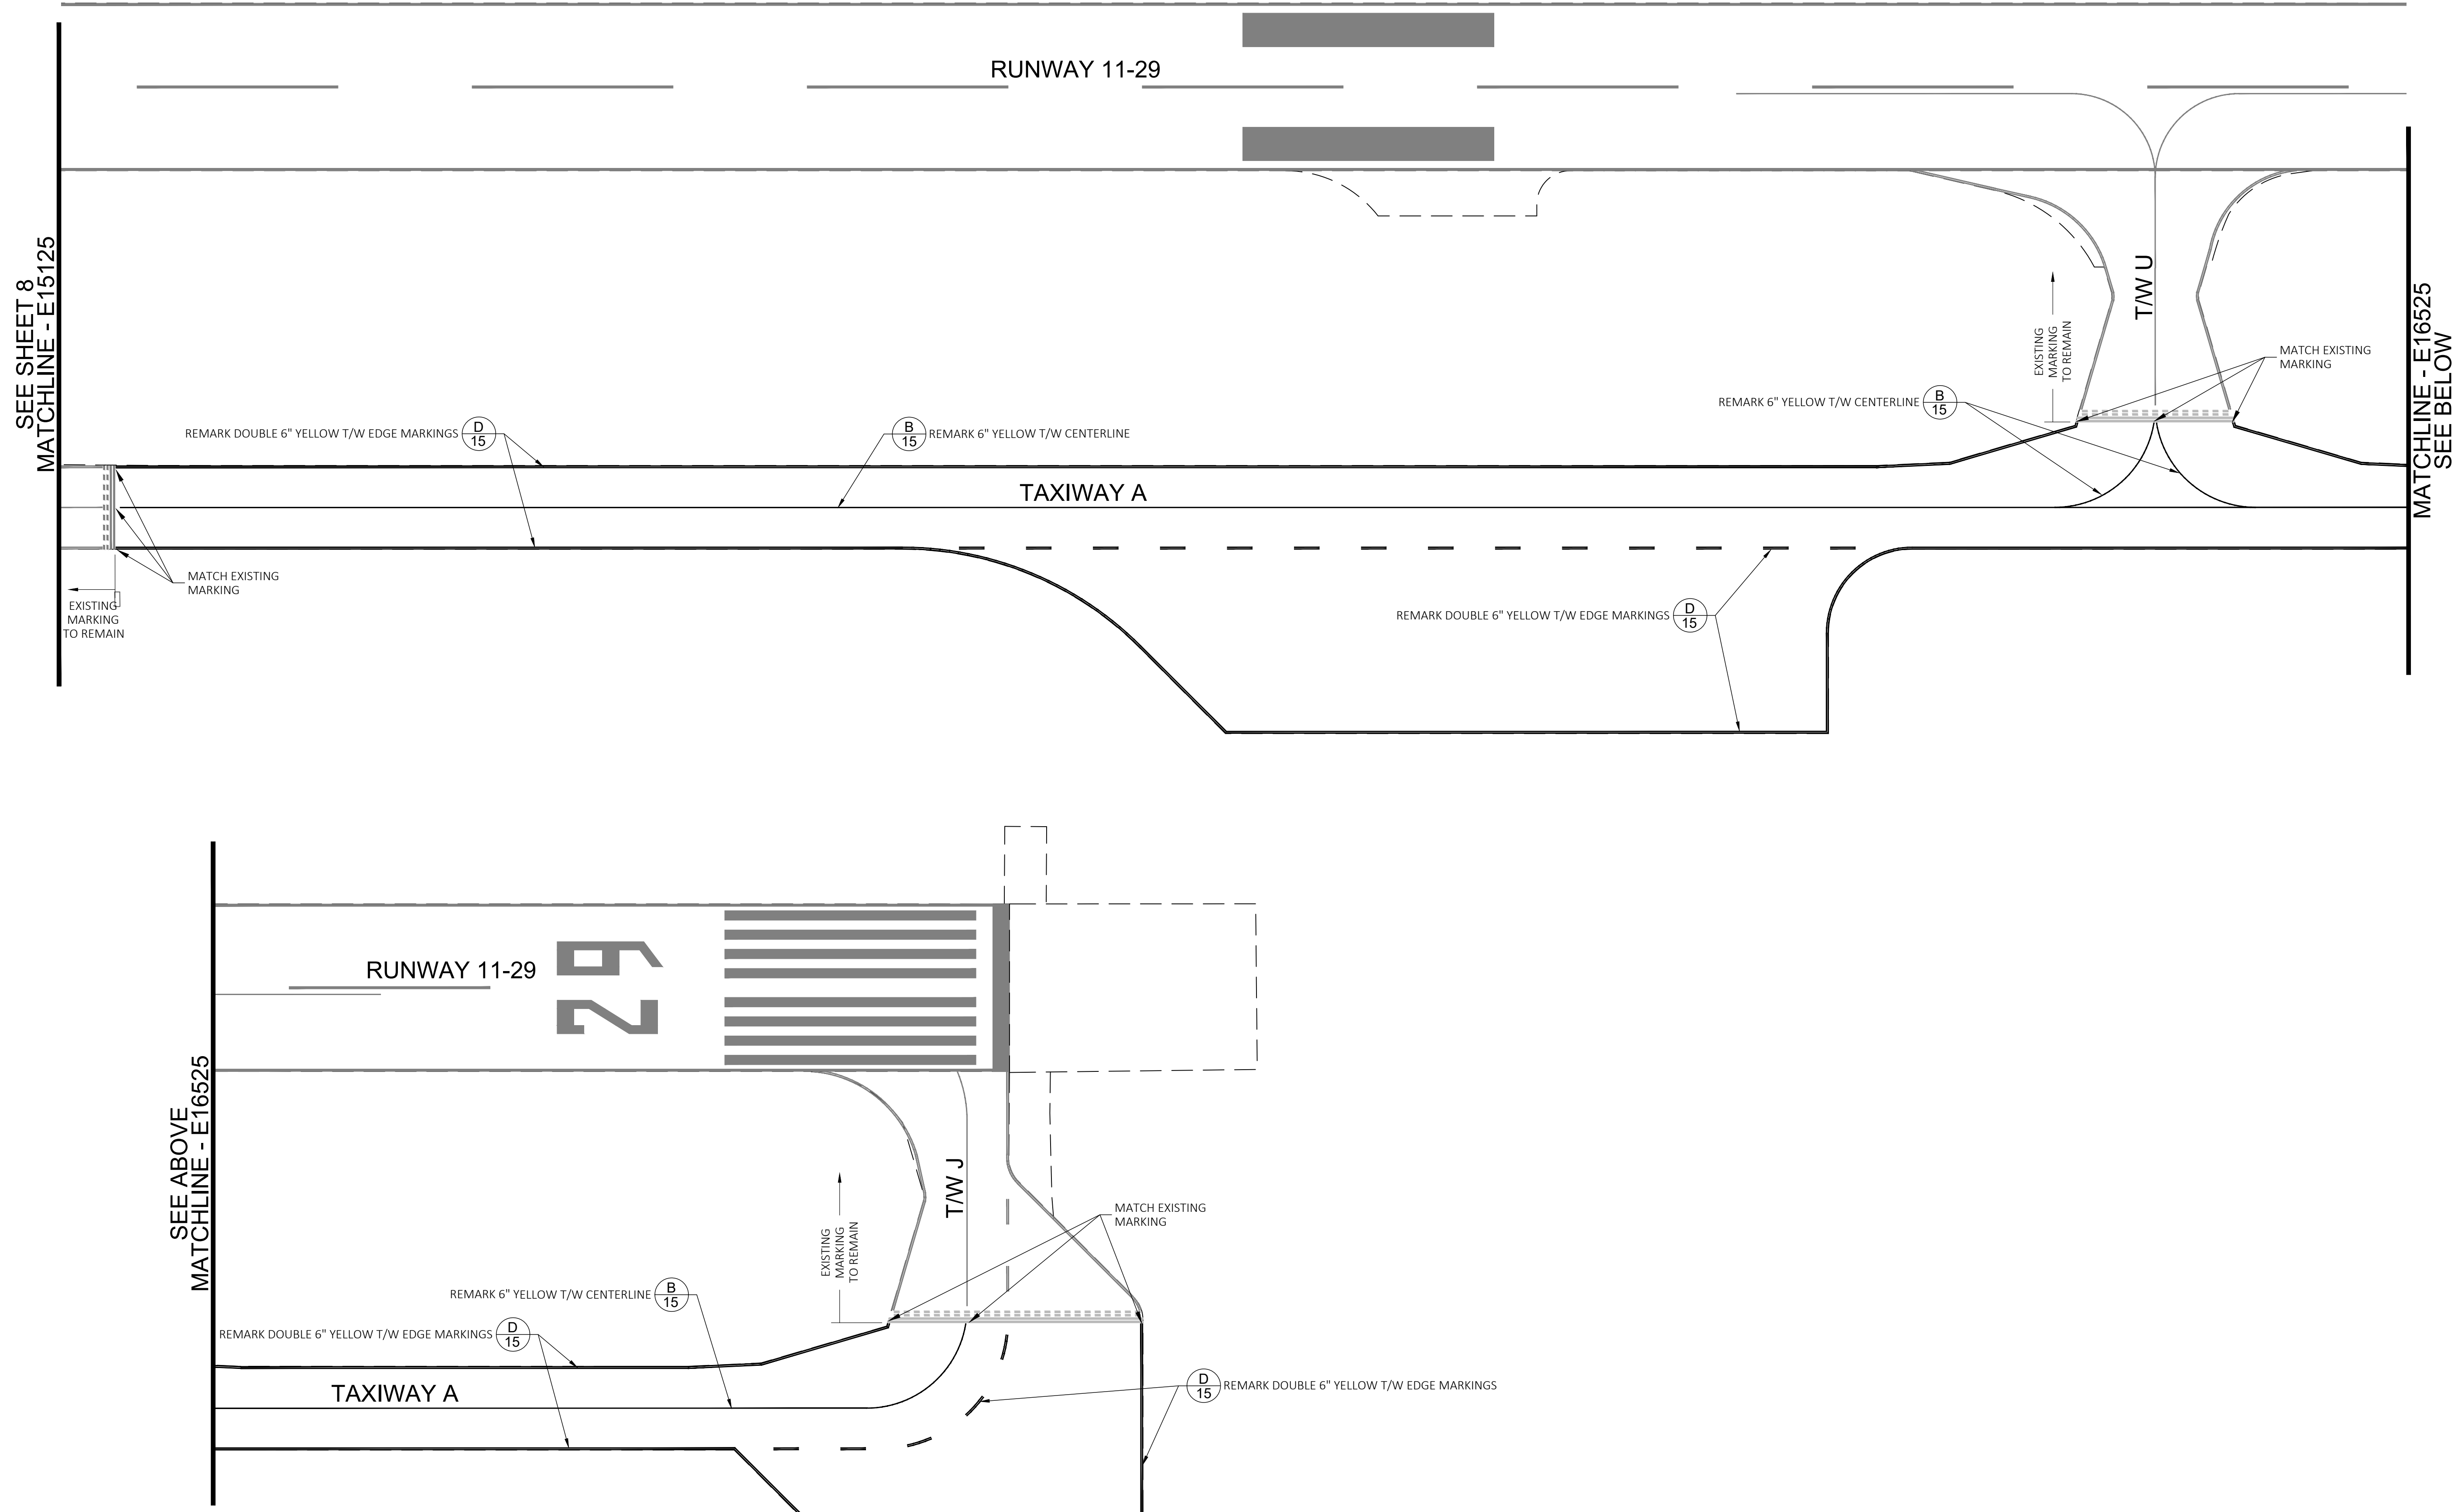 RUNWAY 11-29
SEE SHEET 8
MATCHLINE - E15125
T/W U
EXISTING
MARKING
TO REMAIN
MATCH EXISTING
MARKING
MATCHLINE - E16525
SEE BELOW
REMARK 6" YELLOW T/W CENTERLINE
B
15
REMARK DOUBLE 6" YELLOW T/W EDGE MARKINGS
D
15
B
15
REMARK 6" YELLOW T/W CENTERLINE
TAXIWAY A
MATCH EXISTING
MARKING
EXISTING
MARKING
TO REMAIN
REMARK DOUBLE 6" YELLOW T/W EDGE MARKINGS
D
15
RUNWAY 11-29
29
SEE ABOVE
MATCHLINE - E16525
T/W J
EXISTING
MARKING
TO REMAIN
MATCH EXISTING
MARKING
REMARK 6" YELLOW T/W CENTERLINE
B
15
REMARK DOUBLE 6" YELLOW T/W EDGE MARKINGS
D
15
TAXIWAY A
D
15
REMARK DOUBLE 6" YELLOW T/W EDGE MARKINGS